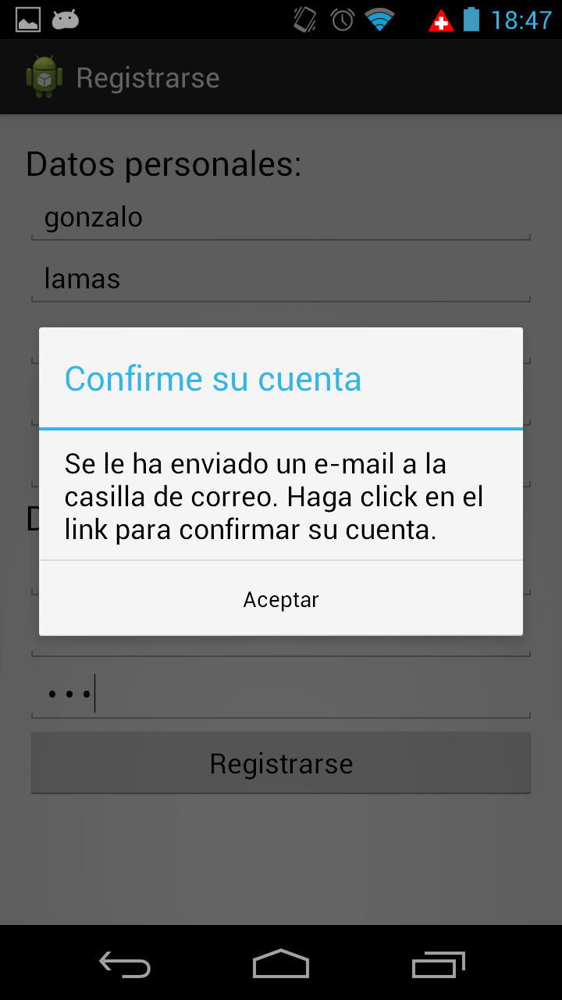 18:47
Registrarse
Datos personales:
gonzalo
lamas
Confirme su cuenta
Se le ha enviado un e-mail a la
casilla de correo. Haga click en el
link para confirmar su cuenta.
Aceptar
•••
Registrarse